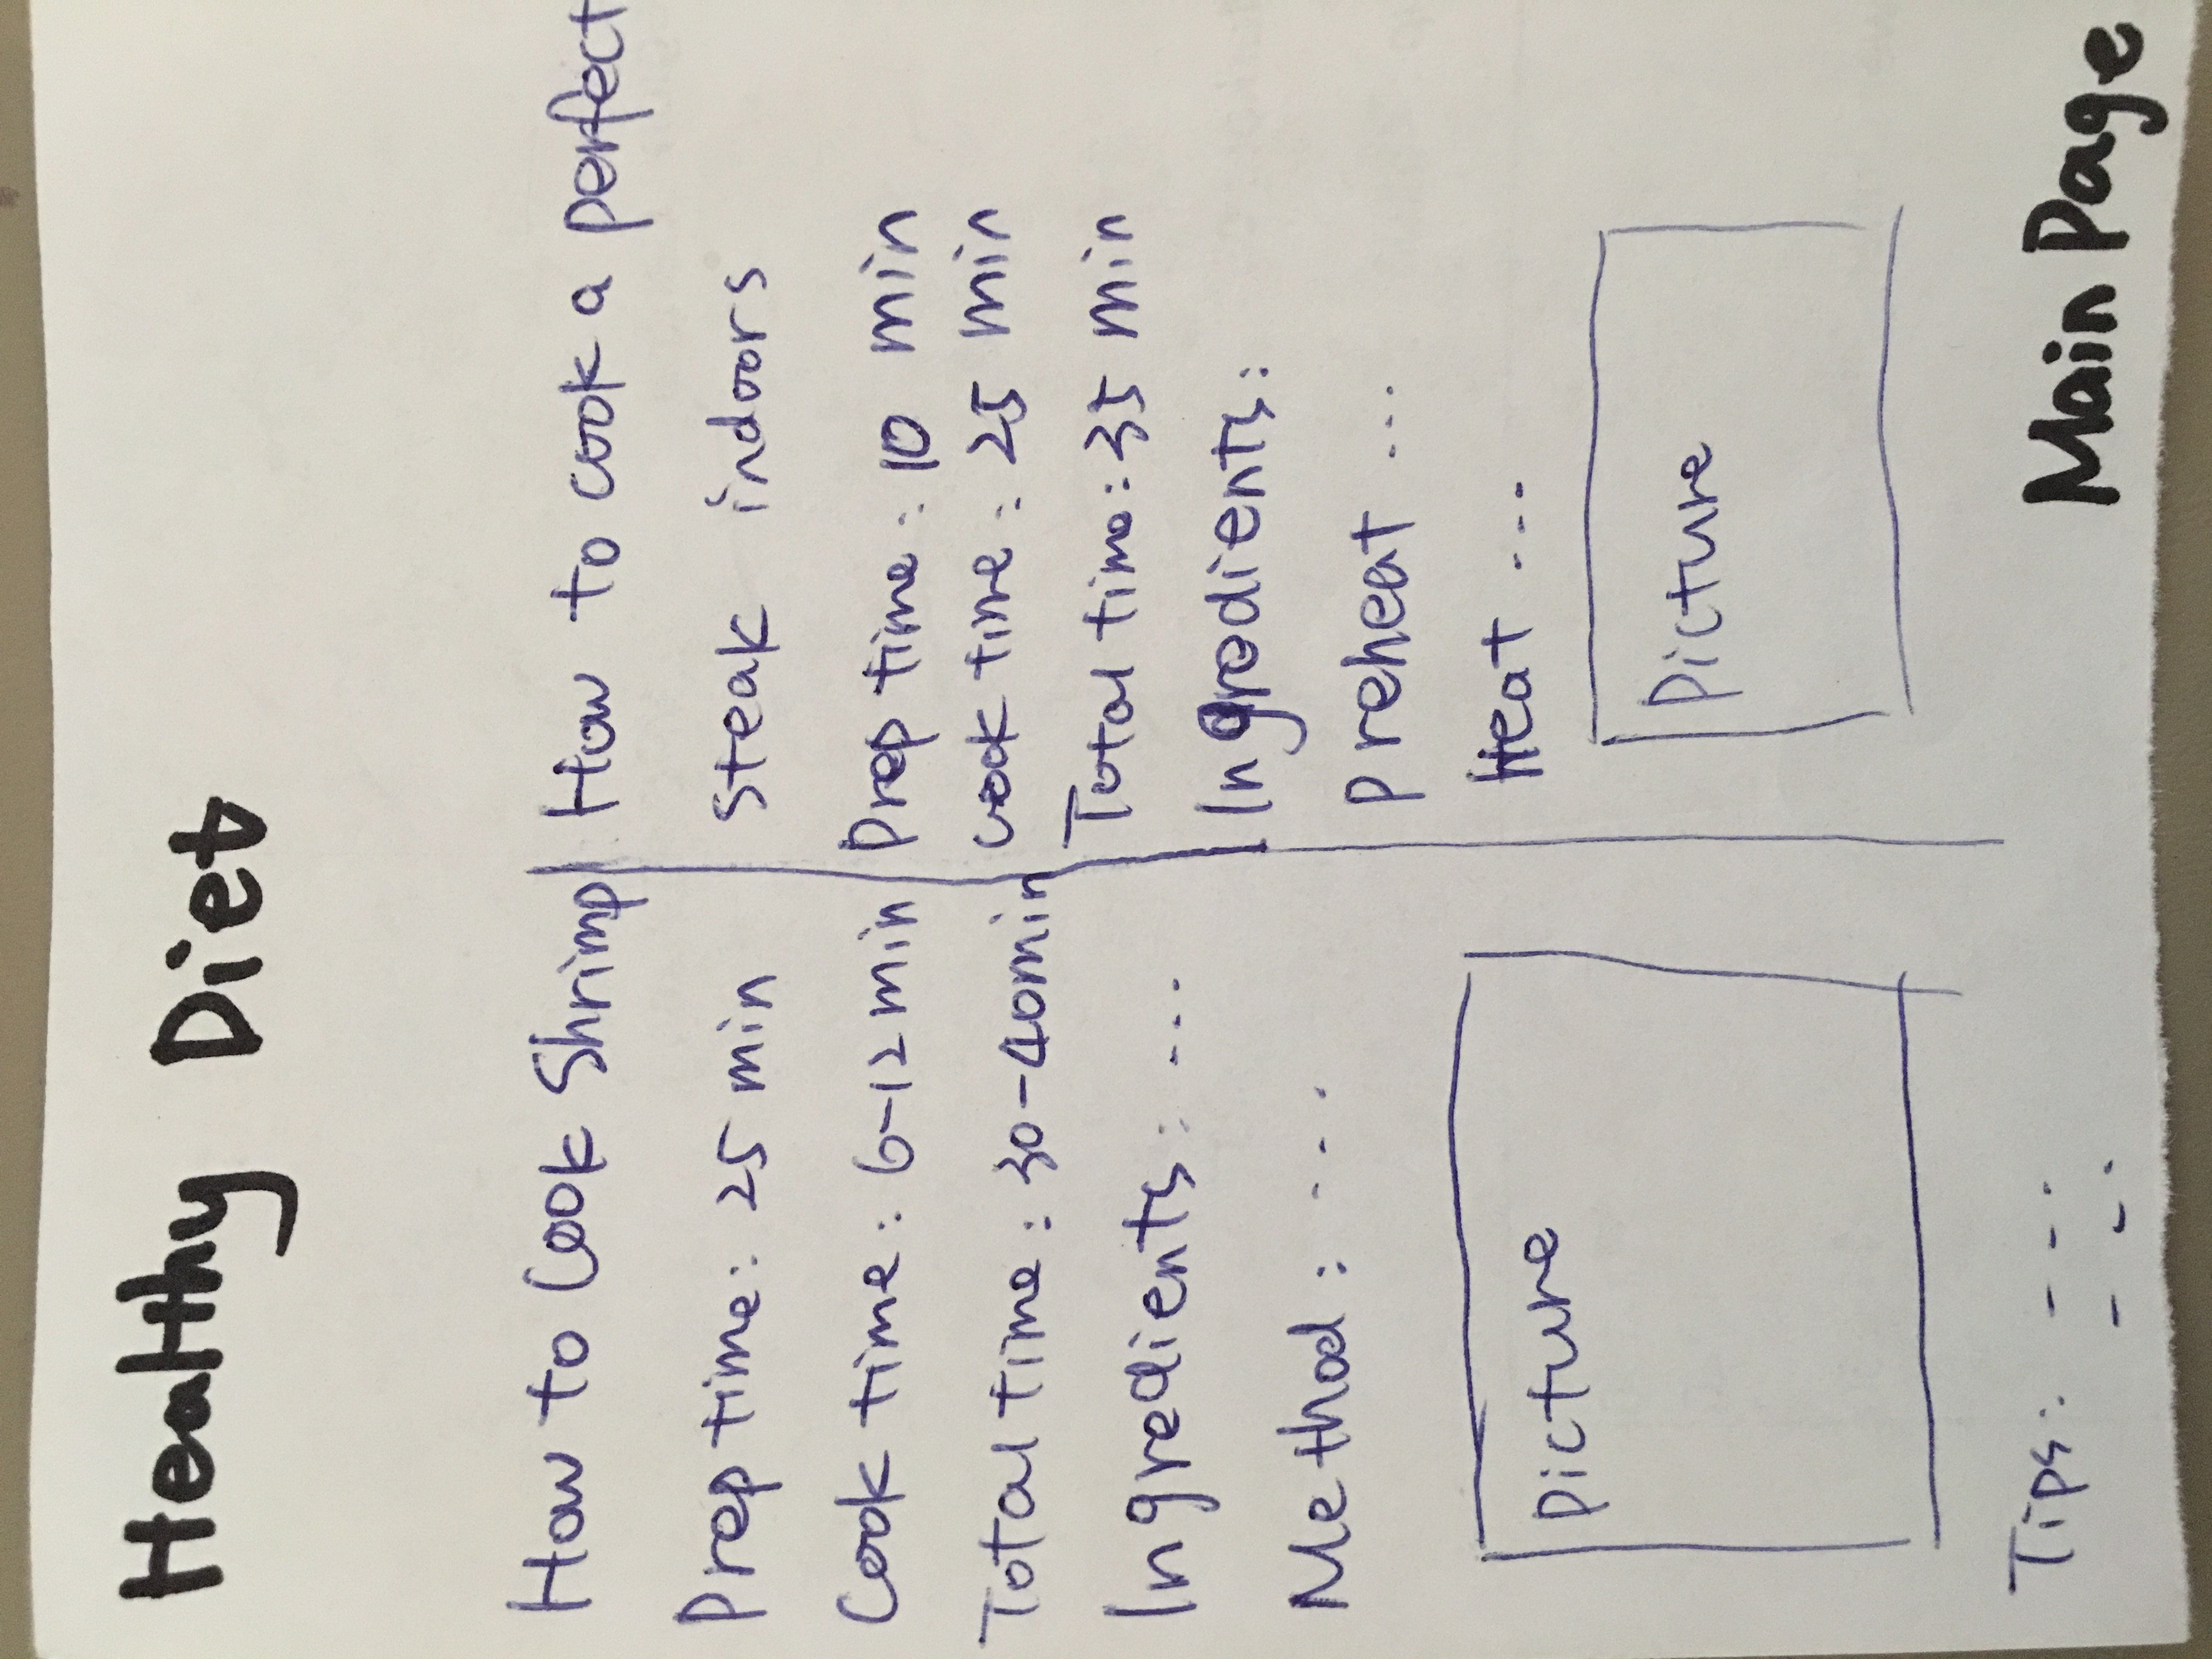 Healthy Diet
How to Cook Shrimp
Prep time: 25 min
Cook time: 6-12 min
Total time: 30-40min
Ingredients: ...
Method: ...
Picture
Tips: ---.
--.
How to cook a perfect
steak indoors
Prep time: 10 min
cook time: 25 min
Total time: 35 min
Ingredients:
Preheat ...
Heat ...
Picture
Main Page